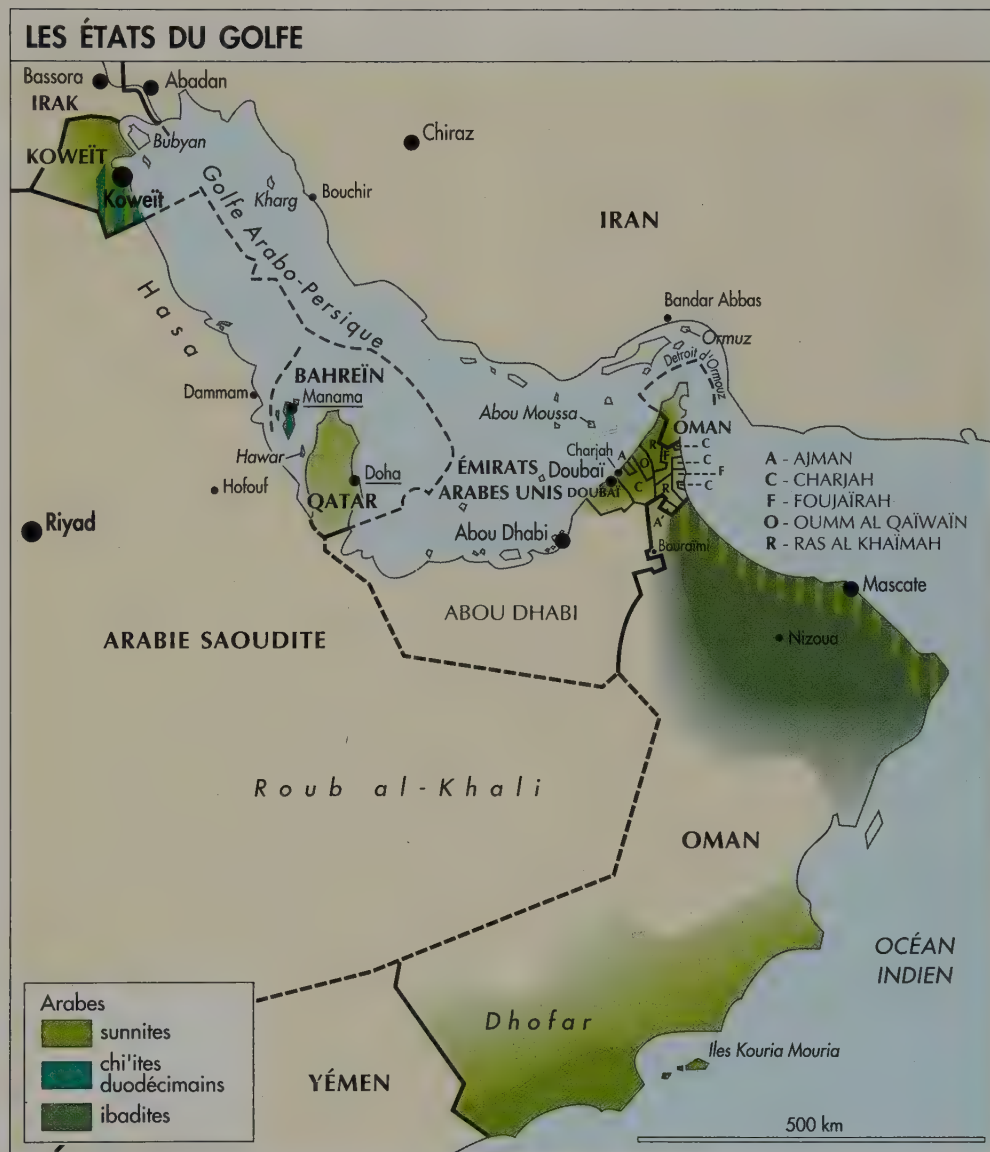 LES ÉTATS DU GOLFE
Bassora
Abadan
IRAK
Chiraz
Bubyan
KOWEÏT
Koweït
Kharg
Bouchir
Golfe Arabo-Persique
IRAN
Hasa
Bandar Abbas
Ormuz
Detroit d'Ormouz
BAHREÏN
Manama
Dammam
Abou Moussa
OMAN
Hawar
Charjah
A
R
F
C
C
F
C
Doha
ÉMIRATS
ARABES UNIS
Doubaï
DOUBAÏ
O
C
R
A
Hofouf
QATAR
Riyad
Abou Dhabi
Bouraïmi
A - AJMAN
C - CHARJAH
F - FOUJAÏRAH
O - OUMM AL QAÏWAÏN
R - RAS AL KHAÏMAH
Mascate
ABOU DHABI
Nizoua
ARABIE SAOUDITE
Roub al-Khali
OMAN
OCÉAN
INDIEN
Dhofar
Iles Kouria Mouria
YÉMEN
Arabes
sunnites
chi'ites
duodécimains
ibadites
500 km